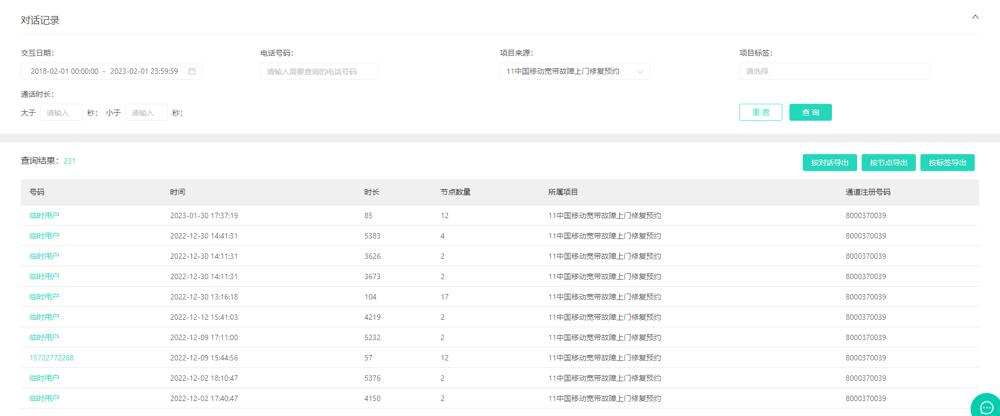 对话记录
交互日期：
电话号码：
项目来源：
项目标签：
2018-02-01 00:00:00 ~ 2023-02-01 23:59:59
请输入需要查询的电话号码
11中国移动宽带故障上门修复预约
请选择
通话时长：
大于 请输入 秒； 小于 请输入 秒；
重 置
查 询
查询结果：231
按对话导出
按节点导出
按标签导出
号码 时间 时长 节点数量 所属项目 通道注册号码
临时用户 2023-01-30 17:37:19 85 12 11中国移动宽带故障上门修复预约 8000370039
临时用户 2022-12-30 14:41:31 5383 4 11中国移动宽带故障上门修复预约 8000370039
临时用户 2022-12-30 14:11:31 3626 2 11中国移动宽带故障上门修复预约 8000370039
临时用户 2022-12-30 14:11:31 3673 2 11中国移动宽带故障上门修复预约 8000370039
临时用户 2022-12-30 13:16:18 104 17 11中国移动宽带故障上门修复预约 8000370039
临时用户 2022-12-12 15:41:03 4219 2 11中国移动宽带故障上门修复预约 8000370039
临时用户 2022-12-09 17:11:00 5232 2 11中国移动宽带故障上门修复预约 8000370039
15722772288 2022-12-09 15:44:56 57 12 11中国移动宽带故障上门修复预约 8000370039
临时用户 2022-12-02 18:10:47 5376 2 11中国移动宽带故障上门修复预约 8000370039
临时用户 2022-12-02 17:40:47 4150 2 11中国移动宽带故障上门修复预约 8000370039